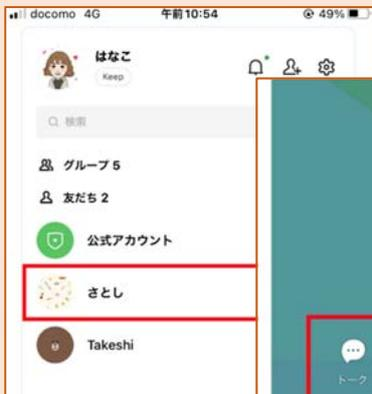 docomo 4G 午前10:54 49%
はなこ
Keep
検索
グループ 5
友だち 2
公式アカウント
さとし
Takeshi
トーク